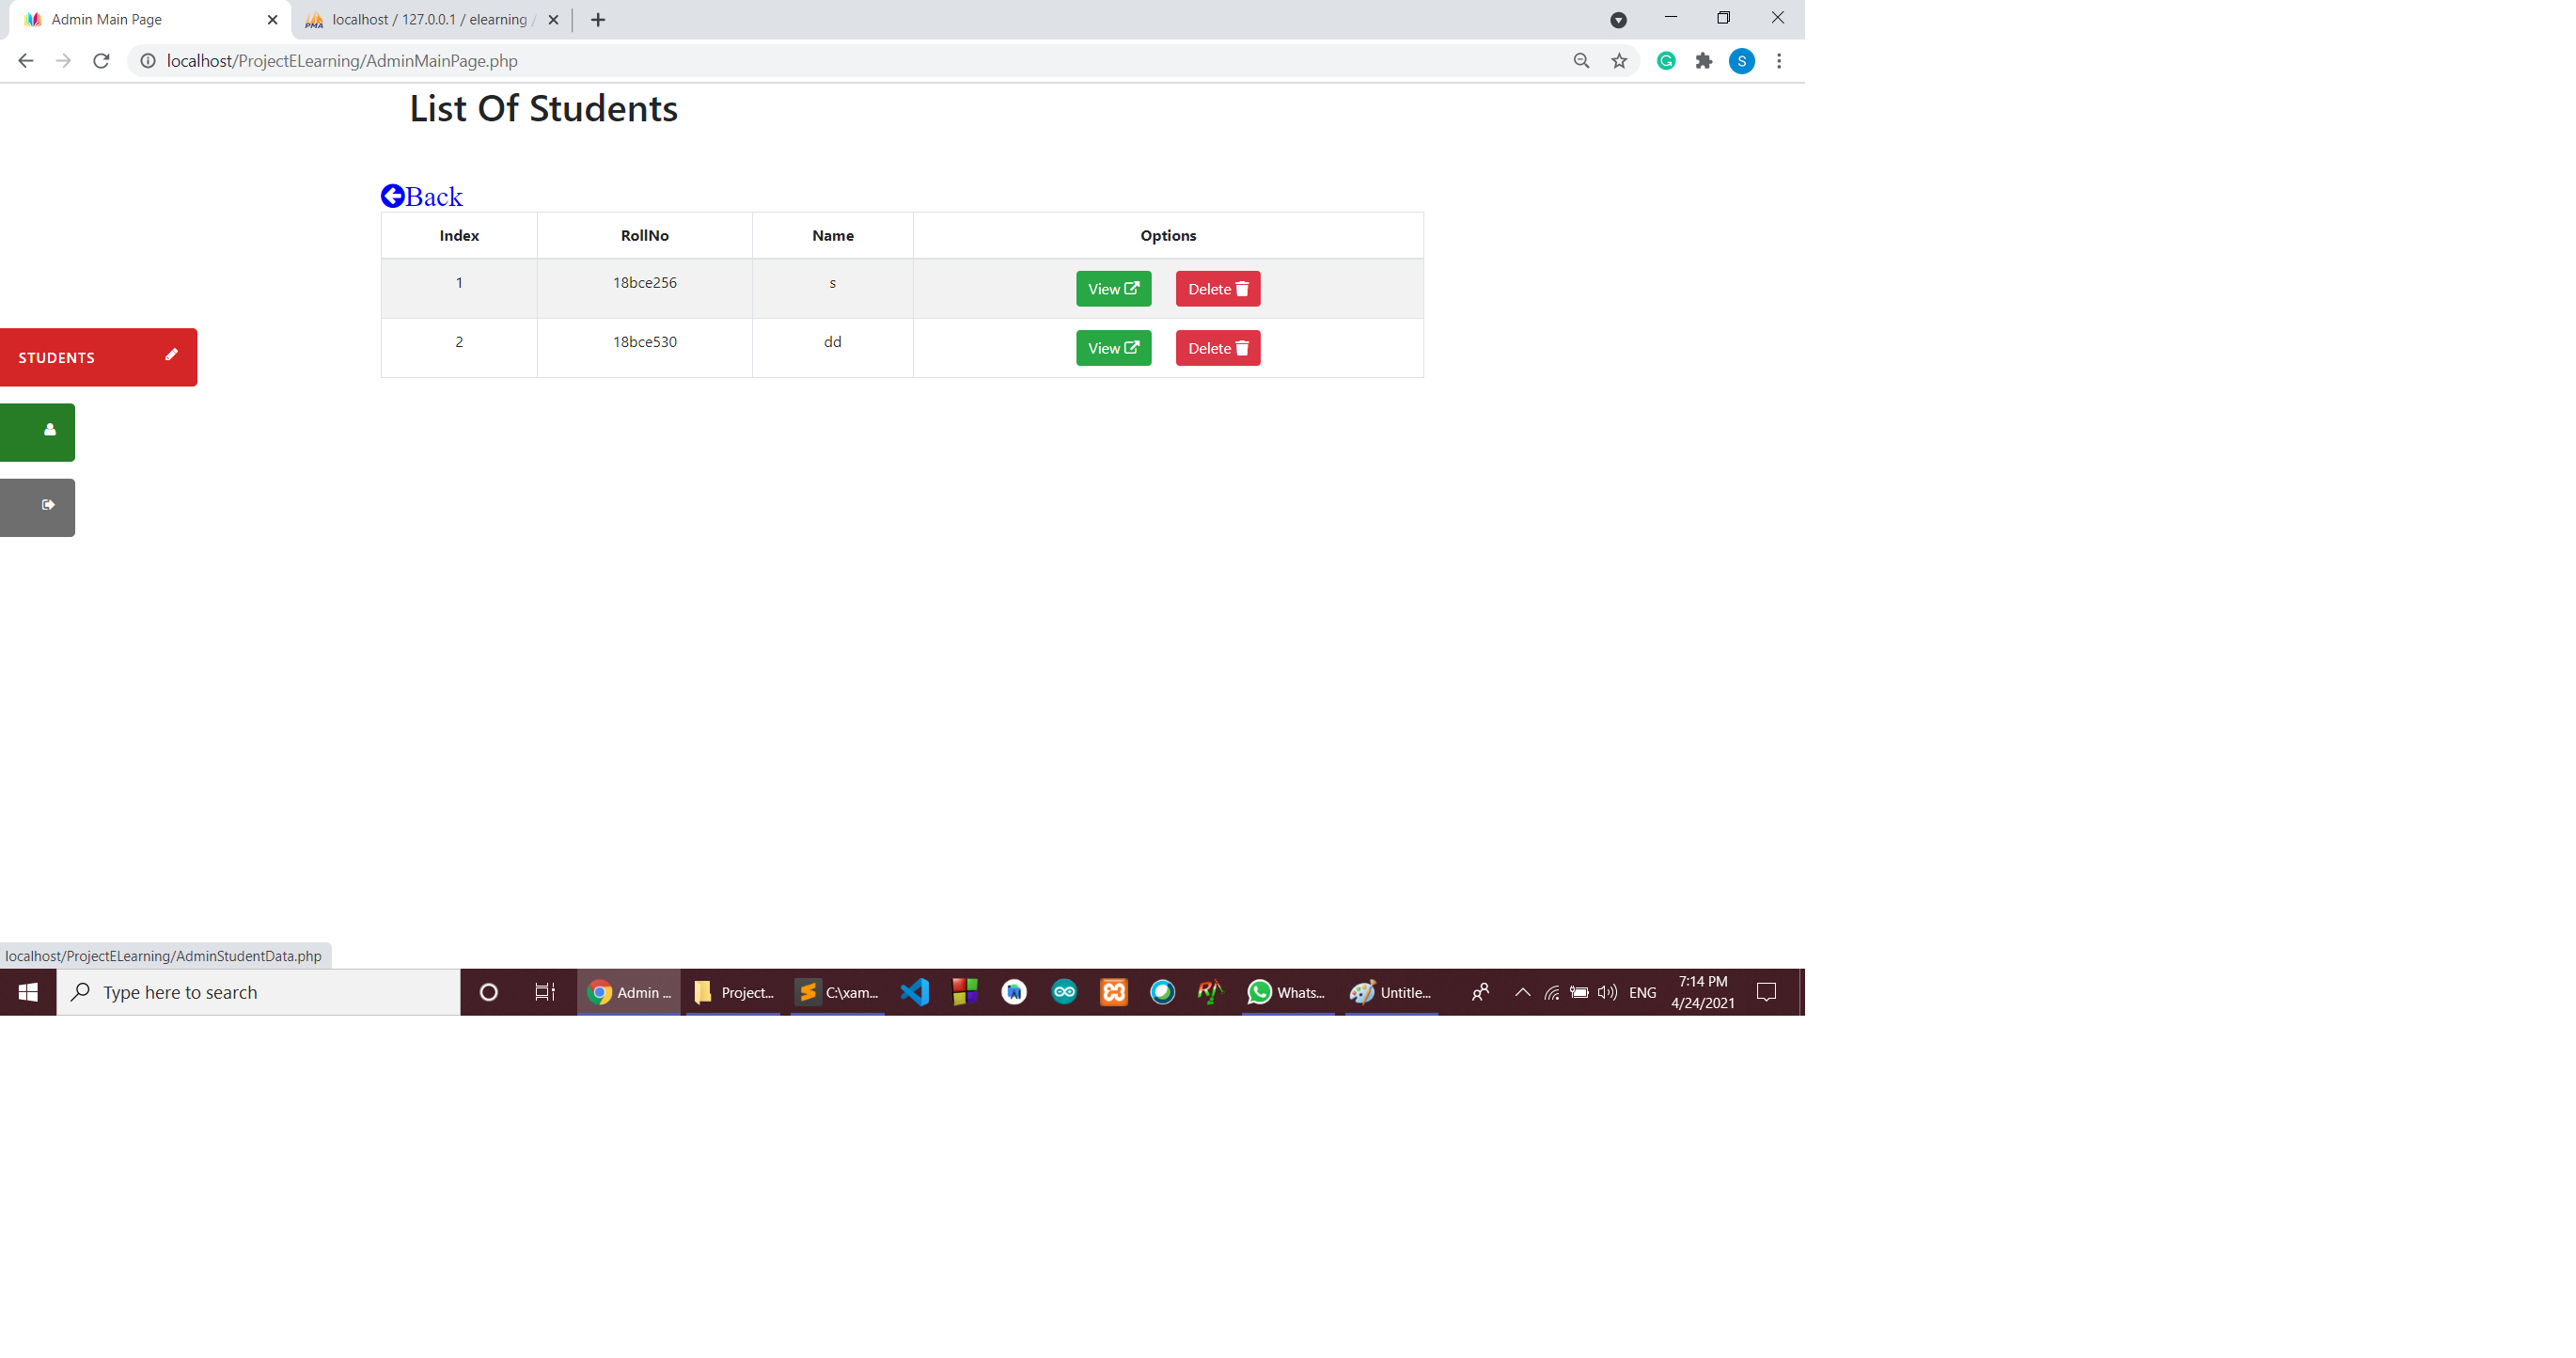 Admin Main Page
localhost / 127.0.0.1 / elearning /
localhost/ProjectELearning/AdminMainPage.php
S
List Of Students
Back
Index RollNo Name Options
1 18bce256 s View Delete
2 18bce530 dd View Delete
STUDENTS
localhost/ProjectELearning/AdminStudentData.php
Type here to search
Admin ...
Project...
C:\xam...
Whats...
Untitle...
ENG
7:14 PM
4/24/2021